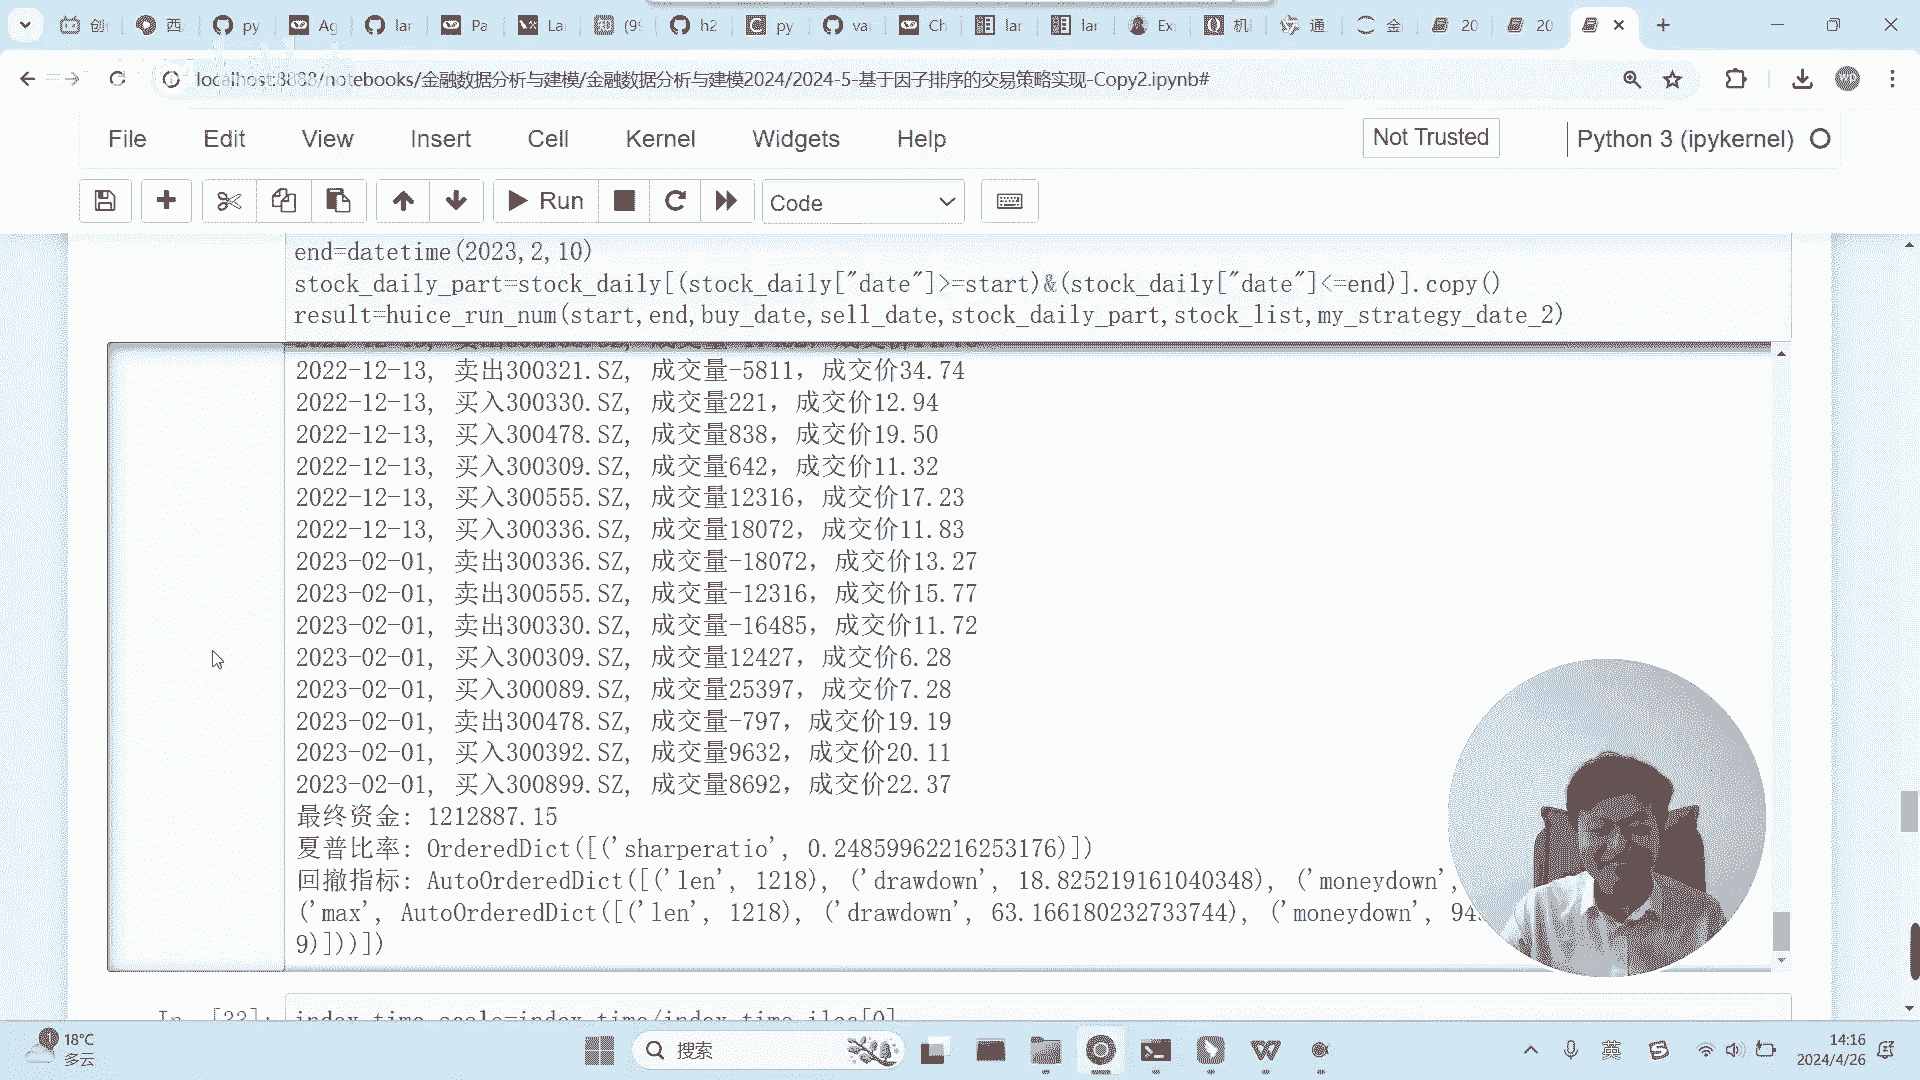 创 西 py Ag lar Pa La (9 h2 py va Ch lar lar Ex 机 通 金 20 20
localhost:8888/notebooks/金融数据分析与建模/金融数据分析与建模2024/2024-5-基于因子排序的交易策略实现-Copy2.ipynb#
File Edit View Insert Cell Kernel Widgets Help Not Trusted Python 3 (ipykernel)
Run Code
end=datetime(2023,2,10)
stock_daily_part=stock_daily[(stock_daily["date"]>=start)&(stock_daily["date"]<=end)].copy()
result=huice_run_num(start,end,buy_date,sell_date,stock_daily_part,stock_list,my_strategy_date_2)
2022-12-13, 卖出300321.SZ, 成交量-5811，成交价34.74
2022-12-13, 买入300330.SZ, 成交量221，成交价12.94
2022-12-13, 买入300478.SZ, 成交量838，成交价19.50
2022-12-13, 买入300309.SZ, 成交量642，成交价11.32
2022-12-13, 买入300555.SZ, 成交量12316，成交价17.23
2022-12-13, 买入300336.SZ, 成交量18072，成交价11.83
2023-02-01, 卖出300336.SZ, 成交量-18072，成交价13.27
2023-02-01, 卖出300555.SZ, 成交量-12316，成交价15.77
2023-02-01, 卖出300330.SZ, 成交量-16485，成交价11.72
2023-02-01, 买入300309.SZ, 成交量12427，成交价6.28
2023-02-01, 买入300089.SZ, 成交量25397，成交价7.28
2023-02-01, 卖出300478.SZ, 成交量-797，成交价19.19
2023-02-01, 买入300392.SZ, 成交量9632，成交价20.11
2023-02-01, 买入300899.SZ, 成交量8692，成交价22.37
最终资金: 1212887.15
夏普比率: OrderedDict([('sharperatio', 0.24859962216253176)])
回撤指标: AutoOrderedDict([('len', 1218), ('drawdown', 18.825219161040348), ('moneydown',
('max', AutoOrderedDict([('len', 1218), ('drawdown', 63.166180232733744), ('moneydown', 94
9)]))])
In [33]: index_time_scale=index_time/index_time.iloc[0]
18°C
多云
搜索
英
14:16
2024/4/26